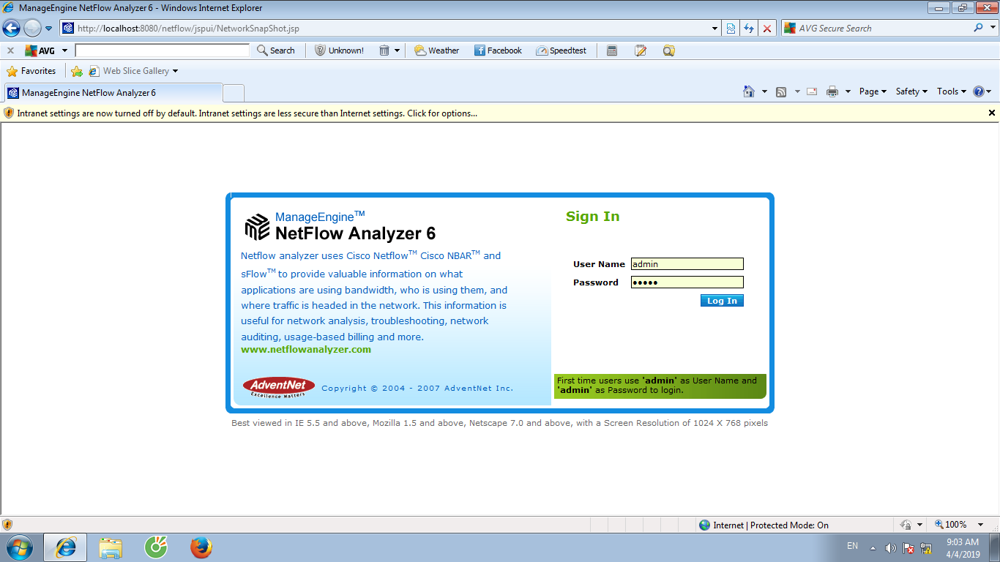 ManageEngine NetFlow Analyzer 6 - Windows Internet Explorer
http://localhost:8080/netflow/jspui/NetworkSnapShot.jsp
AVG Secure Search
AVG Search Unknown! Weather Facebook Speedtest
Favorites Web Slice Gallery
ManageEngine NetFlow Analyzer 6
Page Safety Tools
Intranet settings are now turned off by default. Intranet settings are less secure than Internet settings. Click for options...
ManageEngine™
NetFlow Analyzer 6
Netflow analyzer uses Cisco Netflow™ Cisco NBAR™ and
sFlow™ to provide valuable information on what
applications are using bandwidth, who is using them, and
where traffic is headed in the network. This information is
useful for network analysis, troubleshooting, network
auditing, usage-based billing and more.
www.netflowanalyzer.com
AdventNet
Excellence Matters
Copyright © 2004 - 2007 AdventNet Inc.
Sign In
User Name admin
Password •••••
Log In
First time users use 'admin' as User Name and
'admin' as Password to login.
Best viewed in IE 5.5 and above, Mozilla 1.5 and above, Netscape 7.0 and above, with a Screen Resolution of 1024 X 768 pixels
Internet | Protected Mode: On
100%
EN
9:03 AM
4/4/2019